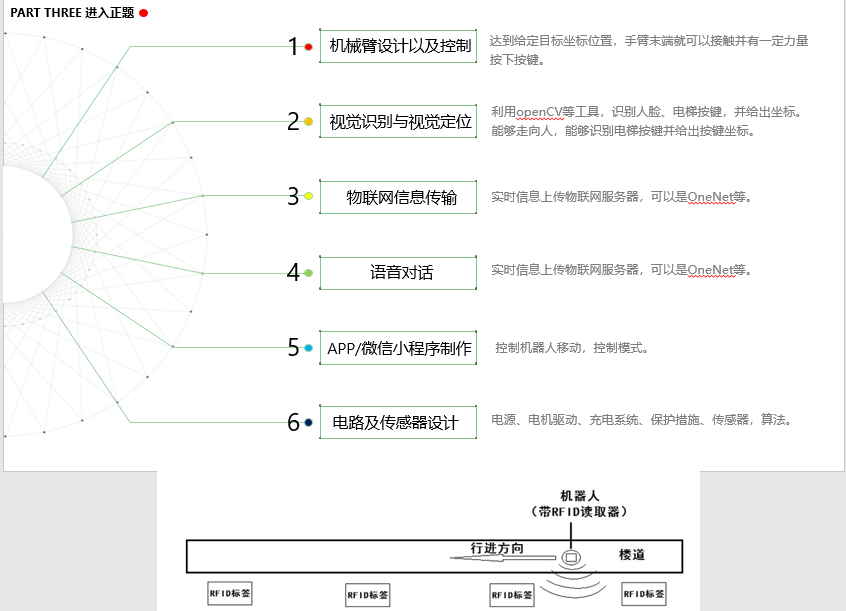 PART THREE 进入正题
1
机械臂设计以及控制
达到给定目标坐标位置，手臂末端就可以接触并有一定力量
按下按键。
2
视觉识别与视觉定位
利用openCV等工具，识别人脸、电梯按键，并给出坐标。
能够走向人，能够识别电梯按键并给出按键坐标。
3
物联网信息传输
实时信息上传物联网服务器，可以是OneNet等。
4
语音对话
实时信息上传物联网服务器，可以是OneNet等。
5
APP/微信小程序制作
控制机器人移动，控制模式。
6
电路及传感器设计
电源、电机驱动、充电系统、保护措施、传感器，算法。
机器人
（带RFID读取器）
行进方向
楼道
RFID标签
RFID标签
RFID标签
RFID标签